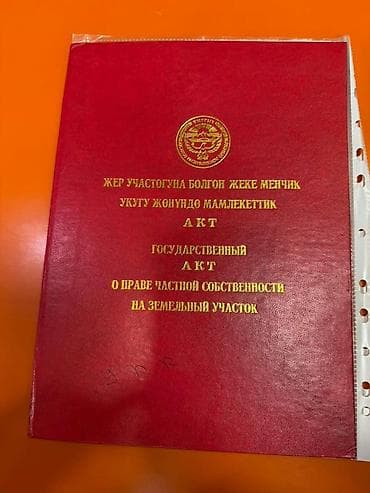 ЖЕР УЧАСТОГУНА БОЛГОН ЖЕКЕ МЕНЧИК
УКУГУ ЖӨНҮНДӨ МАМЛЕКЕТТИК
АКТ
ГОСУДАРСТВЕННЫЙ
АКТ
О ПРАВЕ ЧАСТНОЙ СОБСТВЕННОСТИ
НА ЗЕМЕЛЬНЫЙ УЧАСТОК